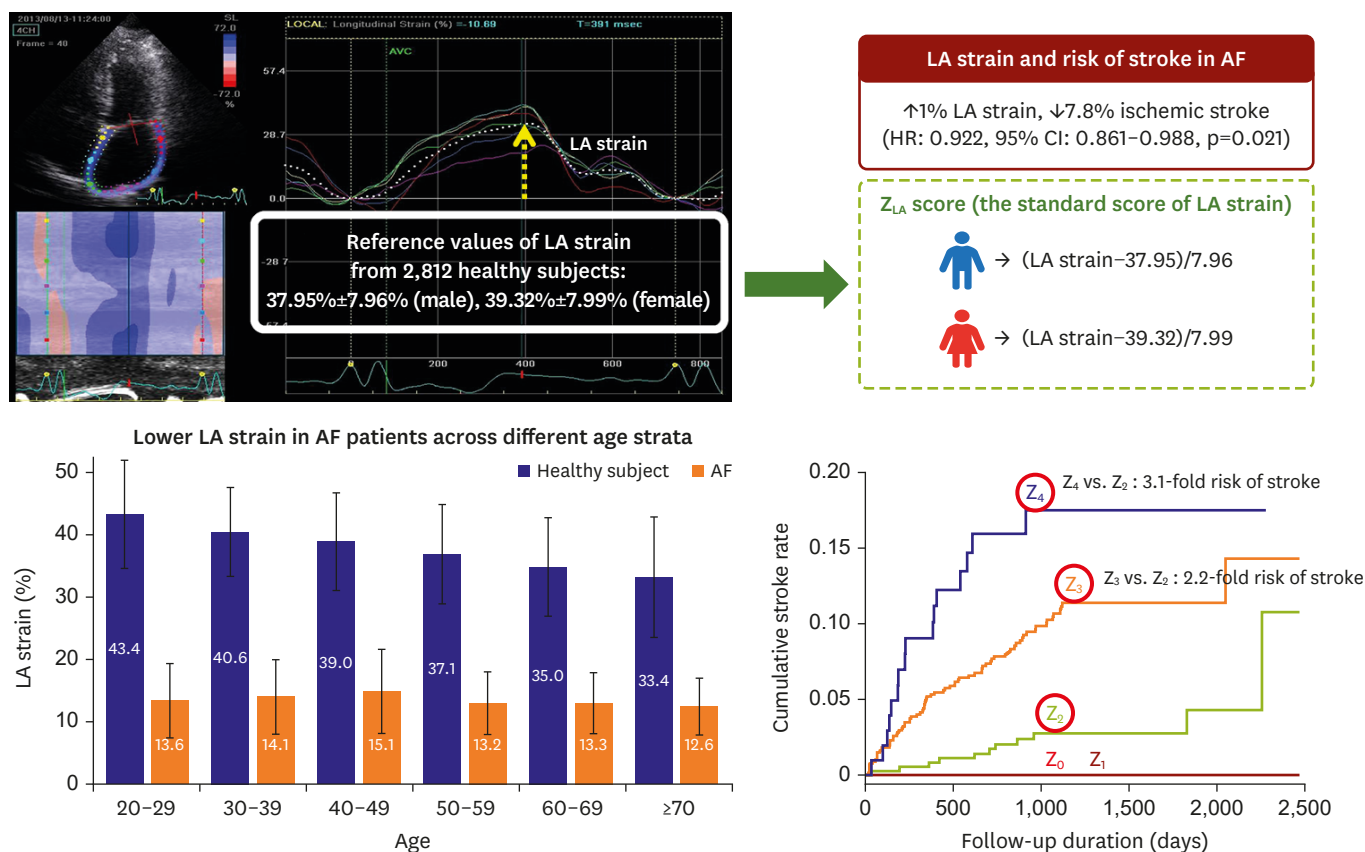 2013/08/13-11:24:00
4CH
Frame = 40
SL
72.0
-72.0
%
LOCAL: Longitudinal Strain (%) =-10.69
T=391 msec
AVC
57.4
28.7
0.0
-28.7
LA strain
Reference values of LA strain
from 2,812 healthy subjects:
37.95%±7.96% (male), 39.32%±7.99% (female)
200
400
600
800
LA strain and risk of stroke in AF
↑1% LA strain, ↓7.8% ischemic stroke
(HR: 0.922, 95% CI: 0.861−0.988, p=0.021)
Z_LA score (the standard score of LA strain)
→ (LA strain−37.95)/7.96
→ (LA strain−39.32)/7.99
Lower LA strain in AF patients across different age strata
Healthy subject
AF
LA strain (%)
50
40
30
20
10
0
43.4
13.6
40.6
14.1
39.0
15.1
37.1
13.2
35.0
13.3
33.4
12.6
20−29
30−39
40−49
50−59
60−69
≥70
Age
Cumulative stroke rate
0.20
0.15
0.10
0.05
0
Z4
Z4 vs. Z2 : 3.1-fold risk of stroke
Z3
Z3 vs. Z2 : 2.2-fold risk of stroke
Z2
Z0
Z1
0
500
1,000
1,500
2,000
2,500
Follow-up duration (days)